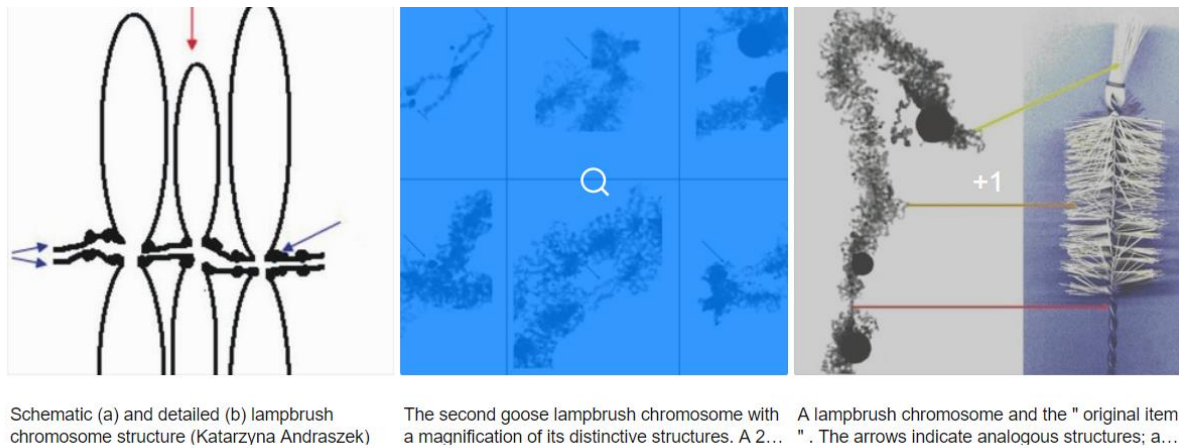 +1
Schematic (a) and detailed (b) lampbrush
chromosome structure (Katarzyna Andraszek)
The second goose lampbrush chromosome with
a magnification of its distinctive structures. A 2...
A lampbrush chromosome and the " original item
" . The arrows indicate analogous structures; a...